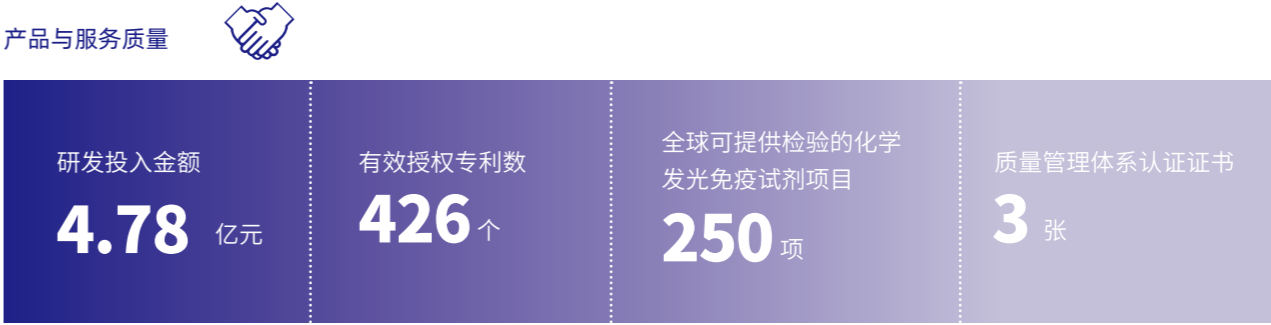 产品与服务质量
研发投入金额
4.78 亿元
有效授权专利数
426 个
全球可提供检验的化学
发光免疫试剂项目
250 项
质量管理体系认证证书
3 张